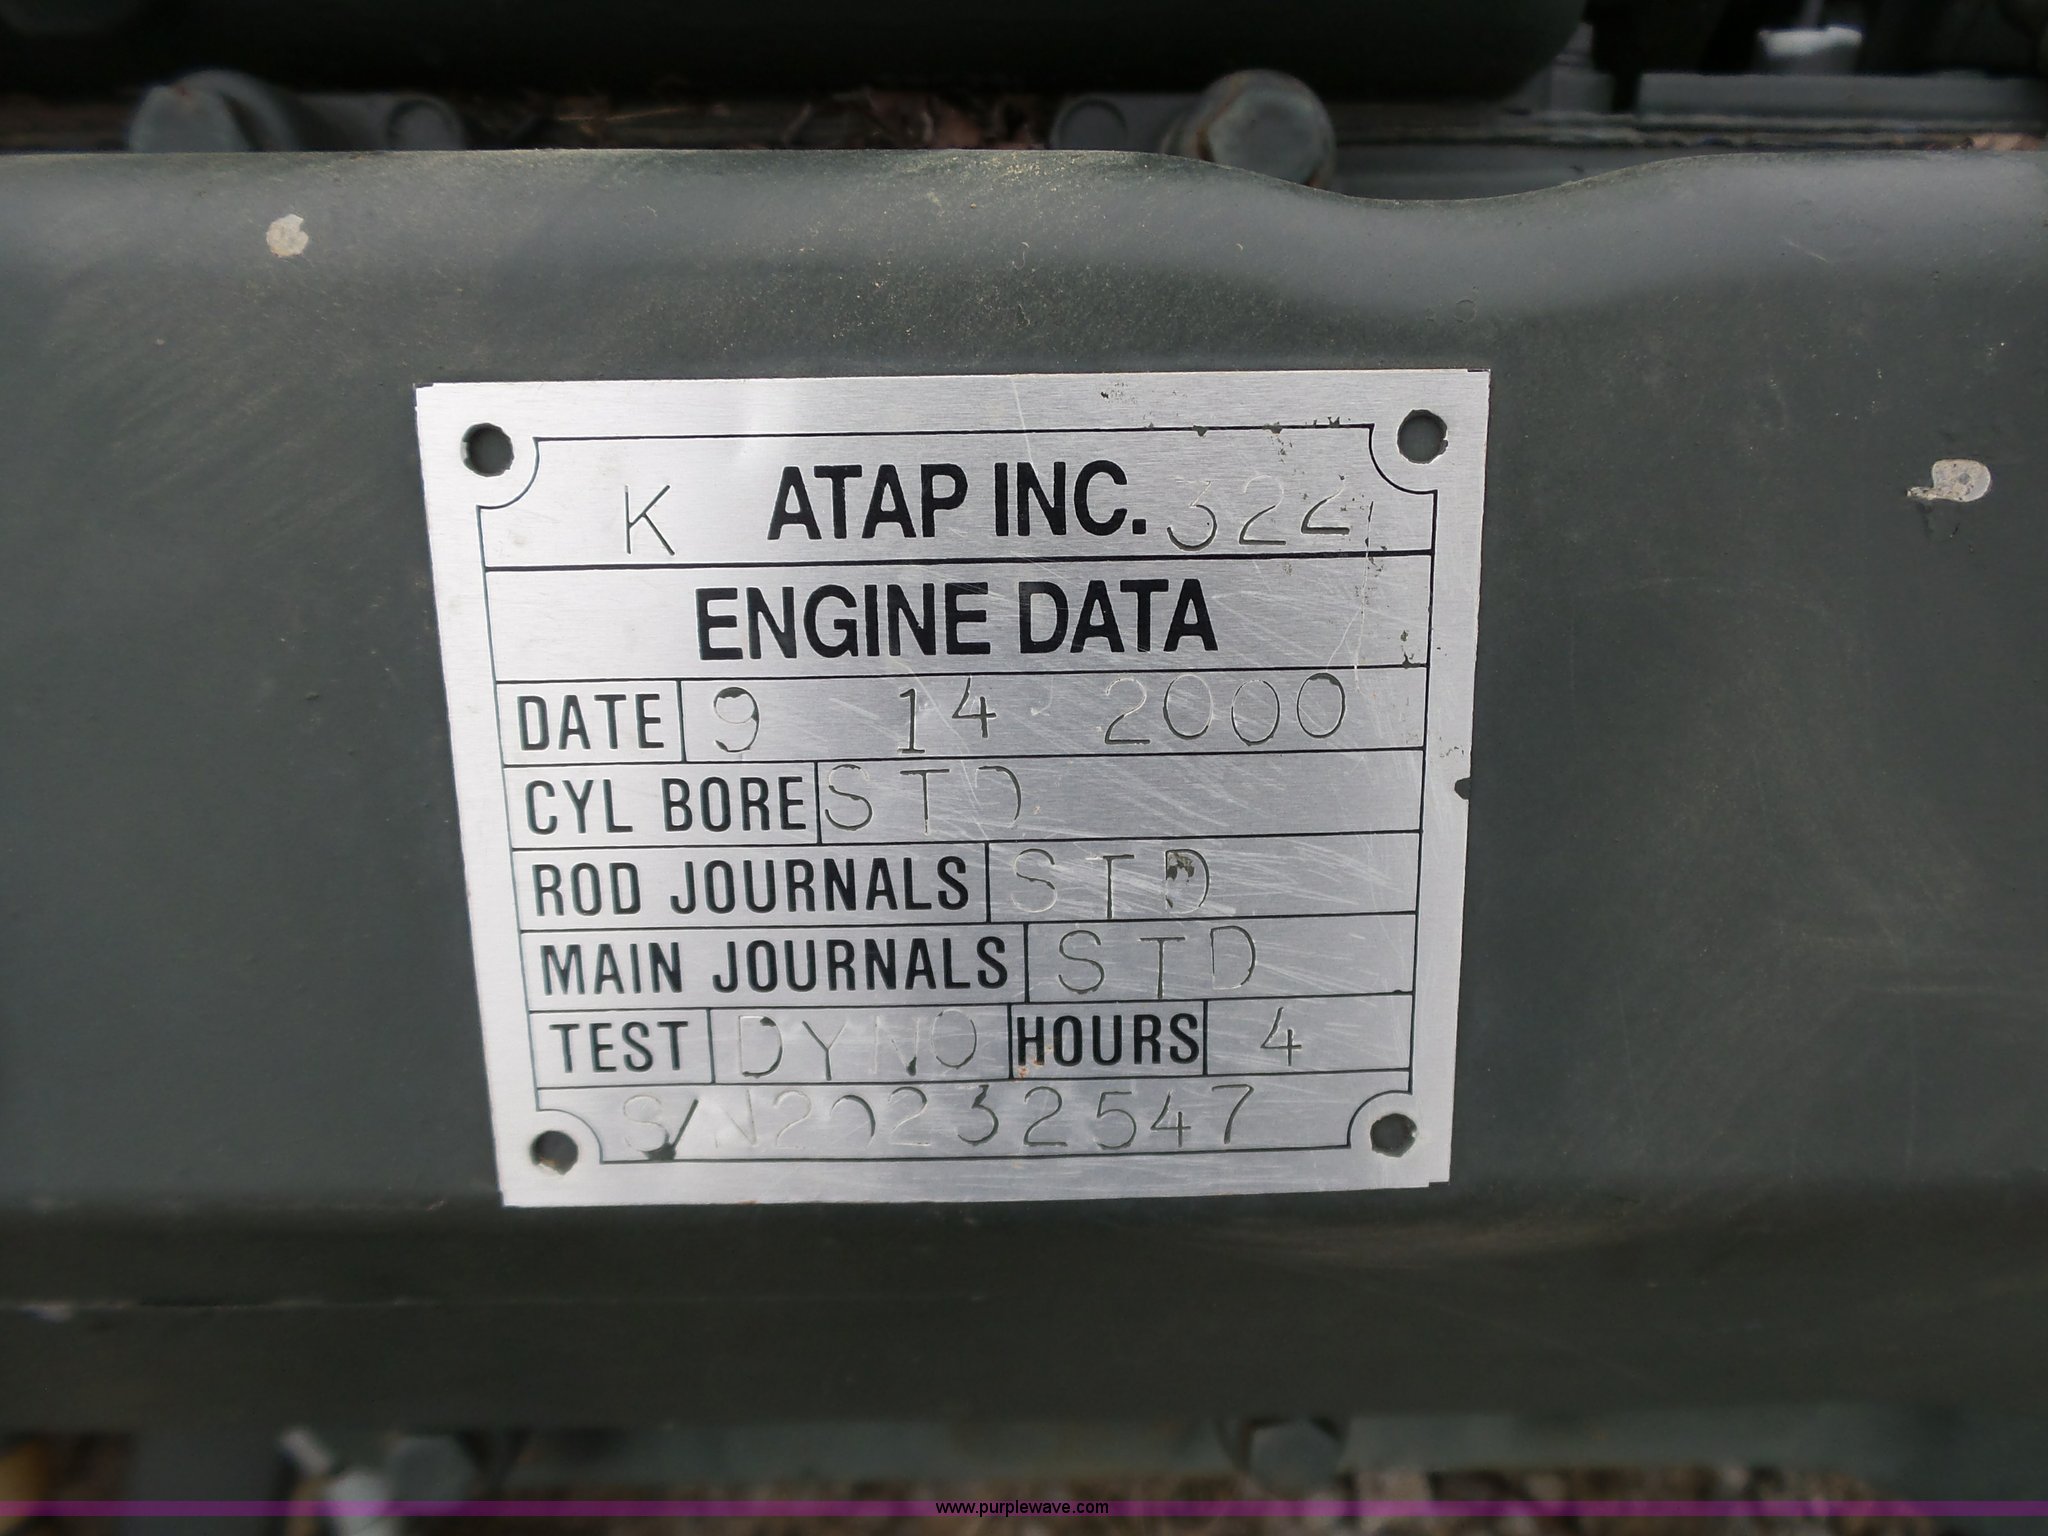 K ATAP INC. 322
ENGINE DATA
DATE 9 14 2000
CYL BORE STD
ROD JOURNALS STD
MAIN JOURNALS STD
TEST DYNO HOURS 4
S/N20232547
www.purplewave.com